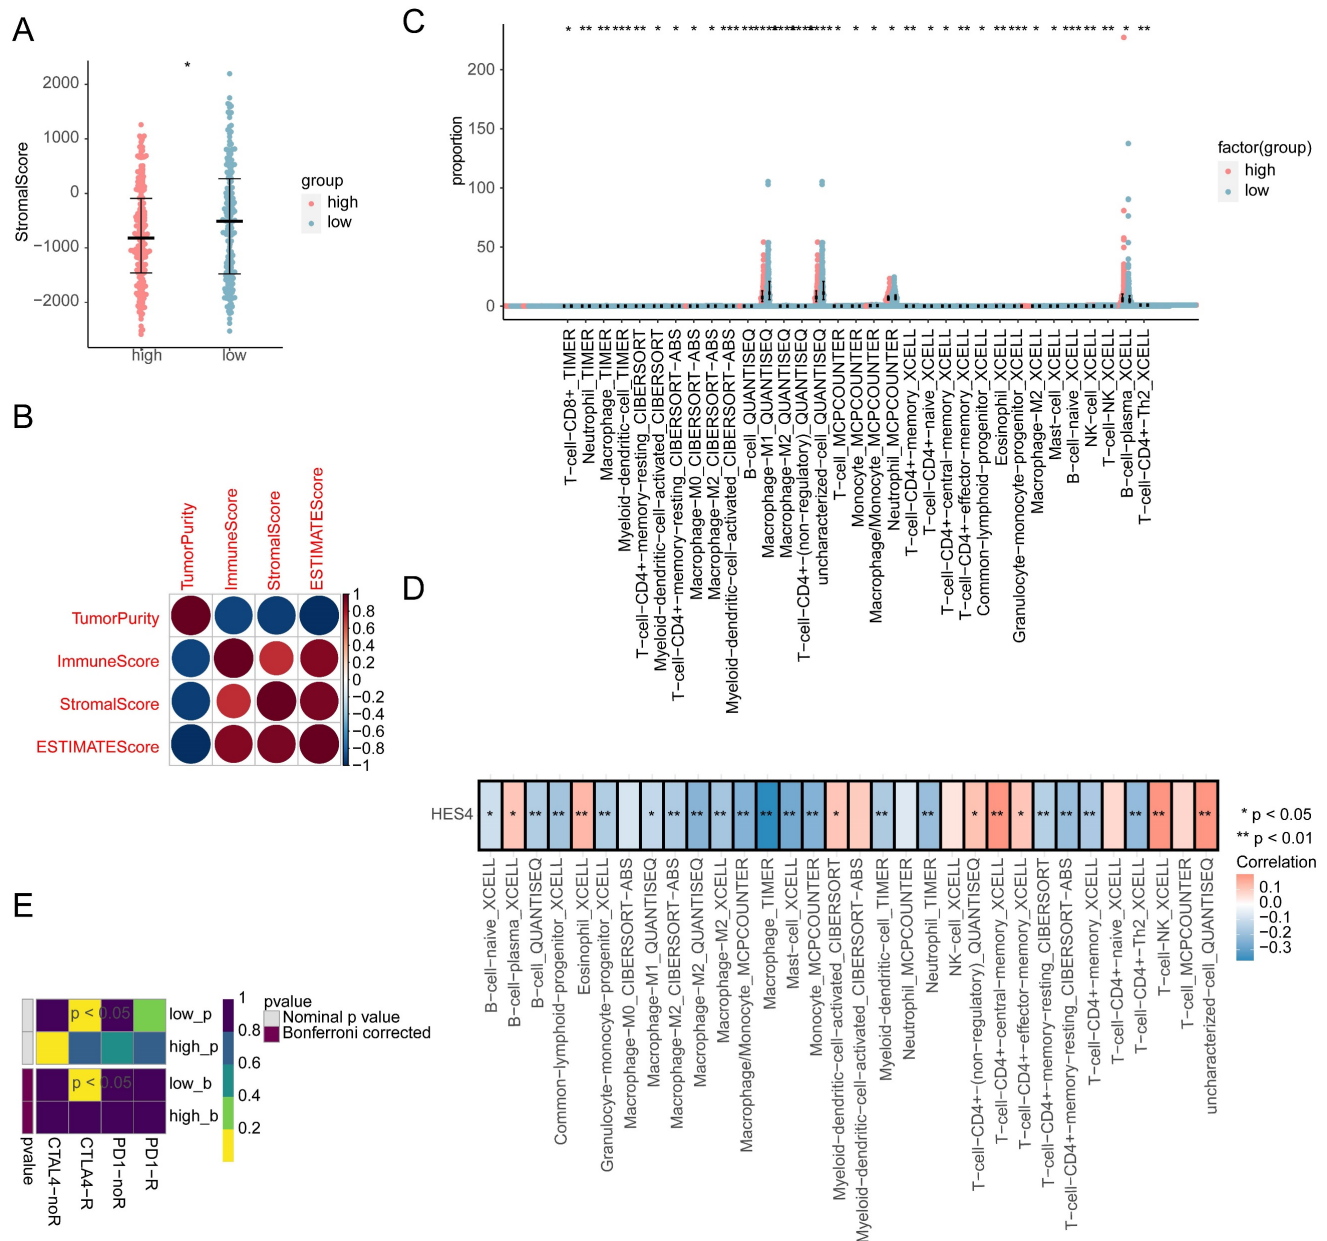 A
*
StromalScore
2000
1000
0
−1000
−2000
high
low
group
high
low
B
TumorPurity
ImmuneScore
StromalScore
ESTIMATEScore
TumorPurity
ImmuneScore
StromalScore
ESTIMATEScore
1
0.8
0.6
0.4
0.2
0
−0.2
−0.4
−0.6
−0.8
−1
C
proportion
200
150
100
50
0
T−cell−CD8+_TIMER
Neutrophil_TIMER
Macrophage_TIMER
Myeloid−dendritic−cell_TIMER
T−cell−CD4+−memory−resting_CIBERSORT
Myeloid−dendritic−cell−activated_CIBERSORT
T−cell−CD4+−memory−resting_CIBERSORT−ABS
Macrophage−M0_CIBERSORT−ABS
Macrophage−M2_CIBERSORT−ABS
Myeloid−dendritic−cell−activated_CIBERSORT−ABS
B−cell_QUANTISEQ
Macrophage−M1_QUANTISEQ
Macrophage−M2_QUANTISEQ
T−cell−CD4+−(non−regulatory)_QUANTISEQ
uncharacterized−cell_QUANTISEQ
T−cell_MCPCOUNTER
Monocyte_MCPCOUNTER
Macrophage/Monocyte_MCPCOUNTER
Neutrophil_MCPCOUNTER
T−cell−CD4+−memory_XCELL
T−cell−CD4+−naive_XCELL
T−cell−CD4+−central−memory_XCELL
T−cell−CD4+−effector−memory_XCELL
Common−lymphoid−progenitor_XCELL
Eosinophil_XCELL
Granulocyte−monocyte−progenitor_XCELL
Macrophage−M2_XCELL
Mast−cell_XCELL
B−cell−naive_XCELL
NK−cell_XCELL
T−cell−NK_XCELL
B−cell−plasma_XCELL
T−cell−CD4+−Th2_XCELL
factor(group)
high
low
D
HES4
* * ** ** ** ** * ** ** ** ** ** ** ** * ** ** * ** * ** ** ** ** ** **
B−cell−naive_XCELL
B−cell−plasma_XCELL
B−cell_QUANTISEQ
Common−lymphoid−progenitor_XCELL
Eosinophil_XCELL
Granulocyte−monocyte−progenitor_XCELL
Macrophage−M0_CIBERSORT−ABS
Macrophage−M1_QUANTISEQ
Macrophage−M2_CIBERSORT−ABS
Macrophage−M2_QUANTISEQ
Macrophage−M2_XCELL
Macrophage/Monocyte_MCPCOUNTER
Macrophage_TIMER
Mast−cell_XCELL
Monocyte_MCPCOUNTER
Myeloid−dendritic−cell−activated_CIBERSORT
Myeloid−dendritic−cell−activated_CIBERSORT−ABS
Myeloid−dendritic−cell_TIMER
Neutrophil_MCPCOUNTER
Neutrophil_TIMER
NK−cell_XCELL
T−cell−CD4+−(non−regulatory)_QUANTISEQ
T−cell−CD4+−central−memory_XCELL
T−cell−CD4+−effector−memory_XCELL
T−cell−CD4+−memory−resting_CIBERSORT
T−cell−CD4+−memory−resting_CIBERSORT−ABS
T−cell−CD4+−memory_XCELL
T−cell−CD4+−naive_XCELL
T−cell−CD4+−Th2_XCELL
T−cell−NK_XCELL
T−cell_MCPCOUNTER
uncharacterized−cell_QUANTISEQ
* p < 0.05
** p < 0.01
Correlation
0.1
0.0
−0.1
−0.2
−0.3
E
p < 0.05
low_p
high_p
p < 0.05
low_b
high_b
pvalue
CTAL4−noR
CTLA4−R
PD1−noR
PD1−R
1
0.8
0.6
0.4
0.2
pvalue
Nominal p value
Bonferroni corrected